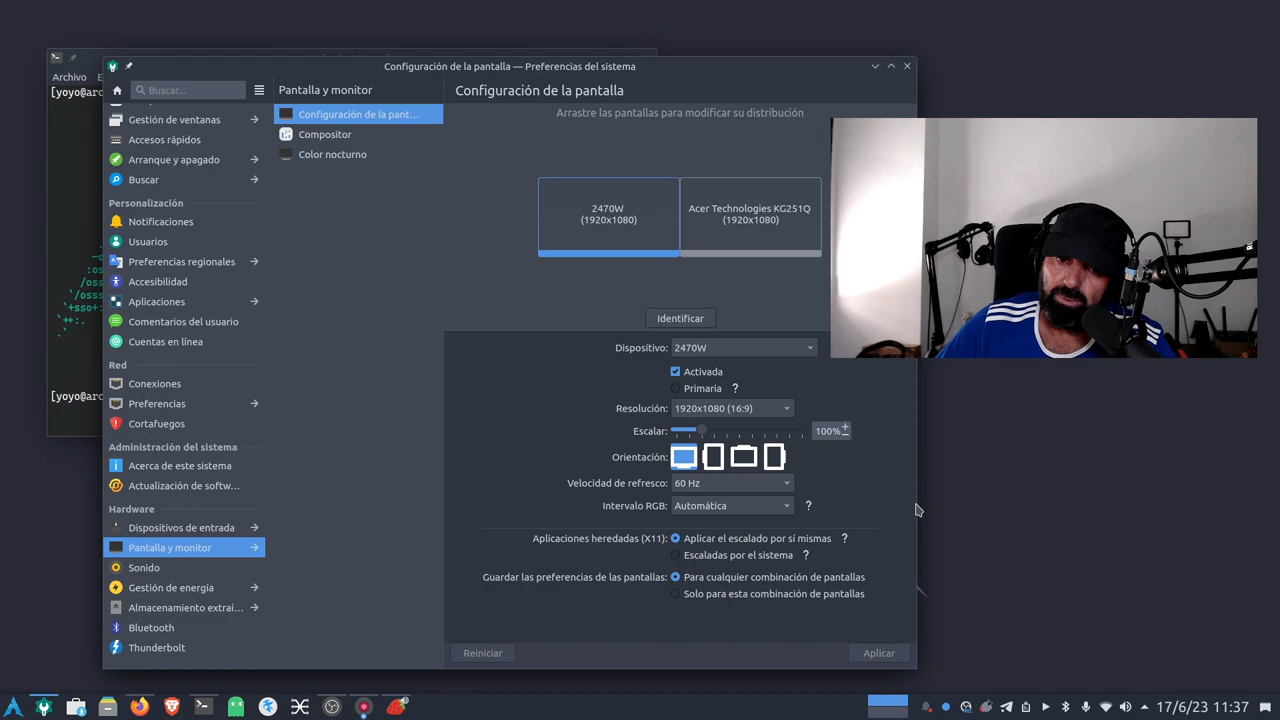 Configuración de la pantalla — Preferencias del sistema
Archivo
[yoyo@arc
-o
:os
/oss
`/osss
`+sso+:
`++:.
[yoyo@arc
Buscar...
Gestión de ventanas
Accesos rápidos
Arranque y apagado
Buscar
Personalización
Notificaciones
Usuarios
Preferencias regionales
Accesibilidad
Aplicaciones
Comentarios del usuario
Cuentas en línea
Red
Conexiones
Preferencias
Cortafuegos
Administración del sistema
Acerca de este sistema
Actualización de softw...
Hardware
Dispositivos de entrada
Pantalla y monitor
Sonido
Gestión de energía
Almacenamiento extraí...
Bluetooth
Thunderbolt
Pantalla y monitor
Configuración de la pant...
Compositor
Color nocturno
Configuración de la pantalla
Arrastre las pantallas para modificar su distribución
2470W
(1920x1080)
Acer Technologies KG251Q
(1920x1080)
Identificar
Dispositivo: 2470W
Activada
Primaria ?
Resolución: 1920x1080 (16:9)
Escalar: 100%
Orientación:
Velocidad de refresco: 60 Hz
Intervalo RGB: Automática ?
Aplicaciones heredadas (X11): Aplicar el escalado por sí mismas ?
Escaladas por el sistema ?
Guardar las preferencias de las pantallas: Para cualquier combinación de pantallas
Solo para esta combinación de pantallas
Reiniciar
Aplicar
17/6/23 11:37